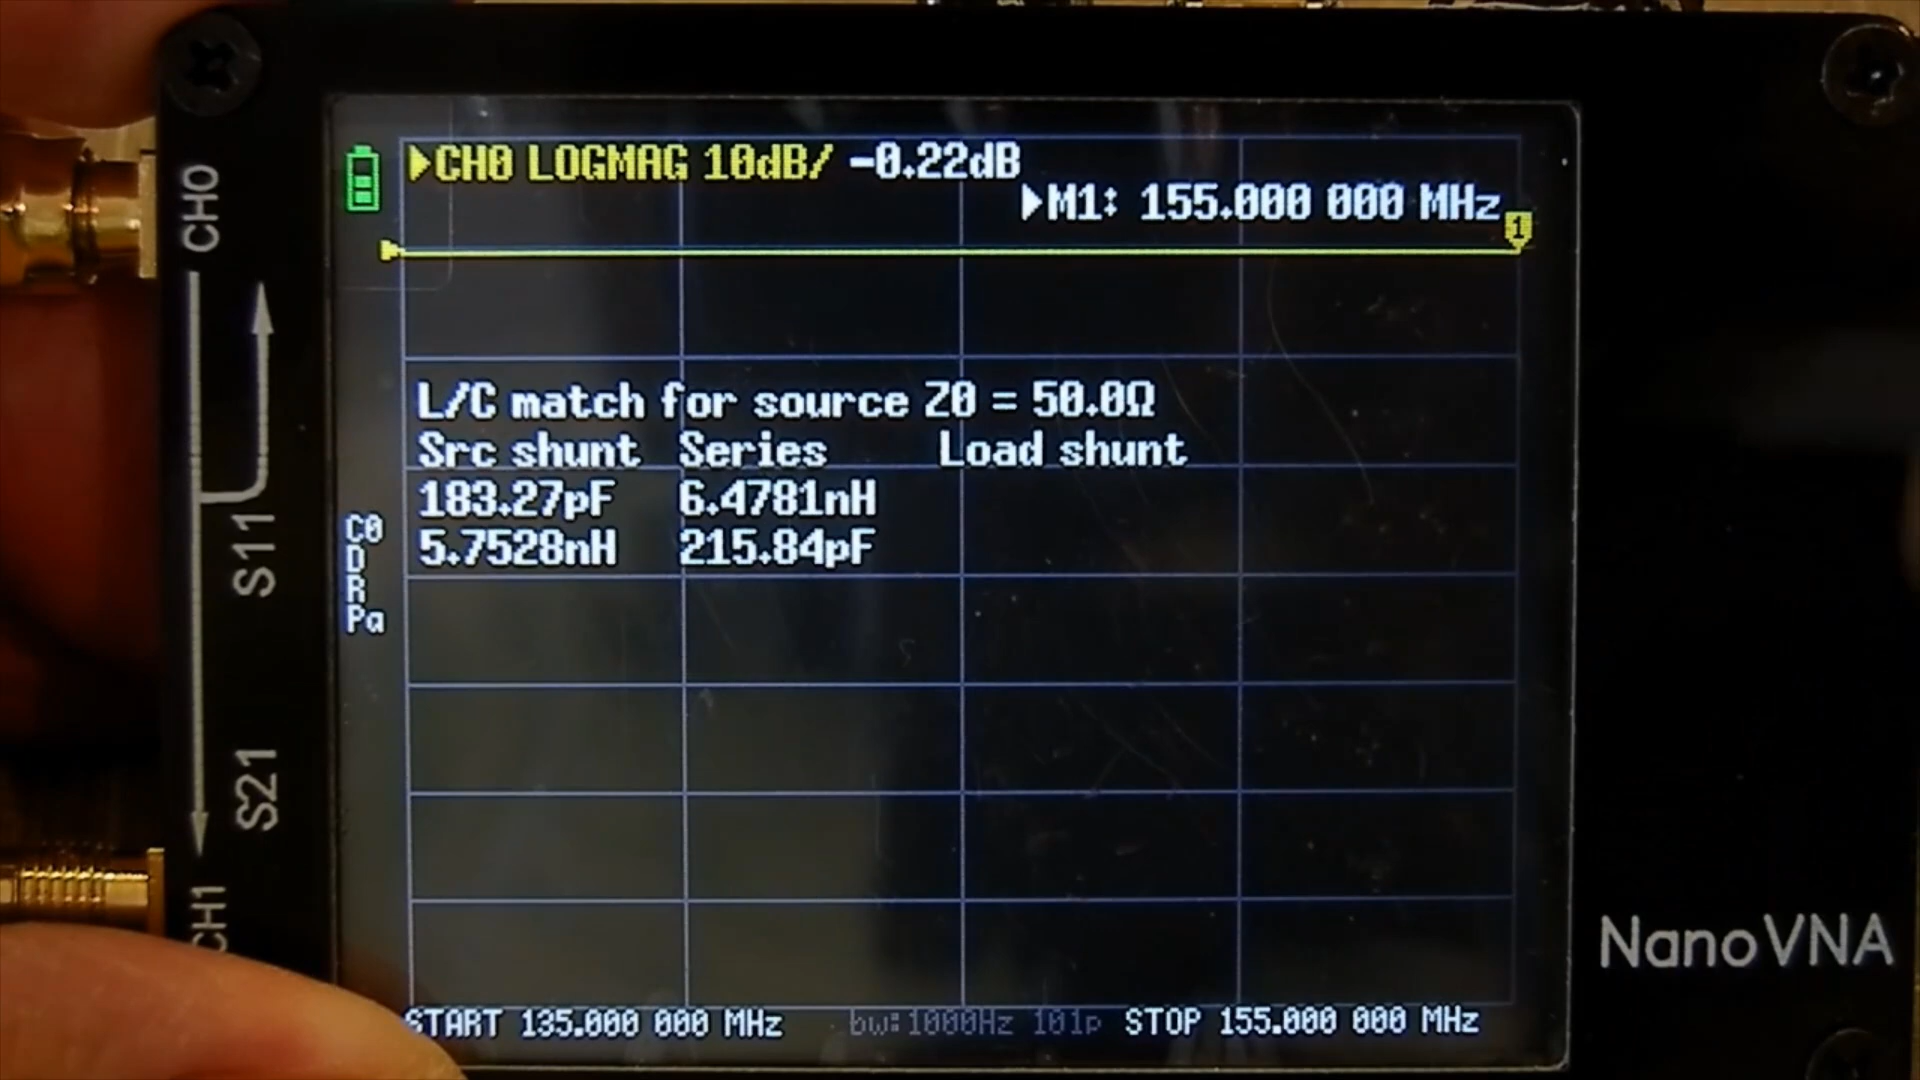 CH0 LOGMAG 10dB/ -0.22dB
M1: 155.000 000 MHz
1
L/C match for source Z0 = 50.0Ω
Src shunt Series Load shunt
183.27pF 6.4781nH
5.7528nH 215.84pF
C0
D
R
Pa
START 135.000 000 MHz bw:1000Hz 101p STOP 155.000 000 MHz
CH0
S11
S21
CH1
NanoVNA